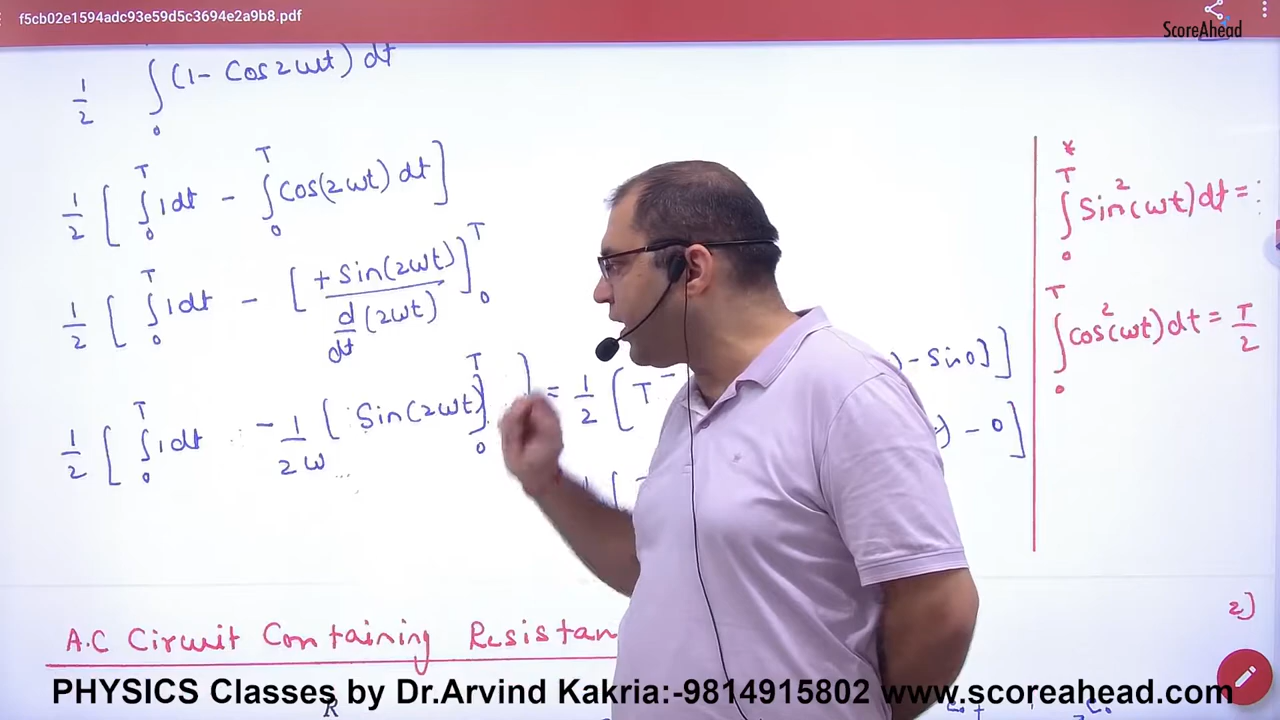 f5cb02e1594adc93e59d5c3694e2a9b8.pdf
ScoreAhead
1/2 ∫₀ (1- Cos2ωt) dt
1/2 [ ∫₀ᵀ 1dt - ∫₀ᵀ Cos(2ωt) dt ]
1/2 [ ∫₀ᵀ 1dt - [ +Sin(2ωt) / d/dt (2ωt) ]₀ᵀ
1/2 [ ∫₀ᵀ 1dt - 1/2ω [ Sin(2ωt) ]₀ᵀ ] = 1/2 [ T - ) - Sin0 ] ]
) - 0 ]
*
∫₀ᵀ Sin²(ωt)dt =
∫₀ᵀ cos²(ωt)dt = T/2
2)
A.C Circuit Containing
PHYSICS Classes by Dr.Arvind Kakria:-9814915802 www.scoreahead.com/
R